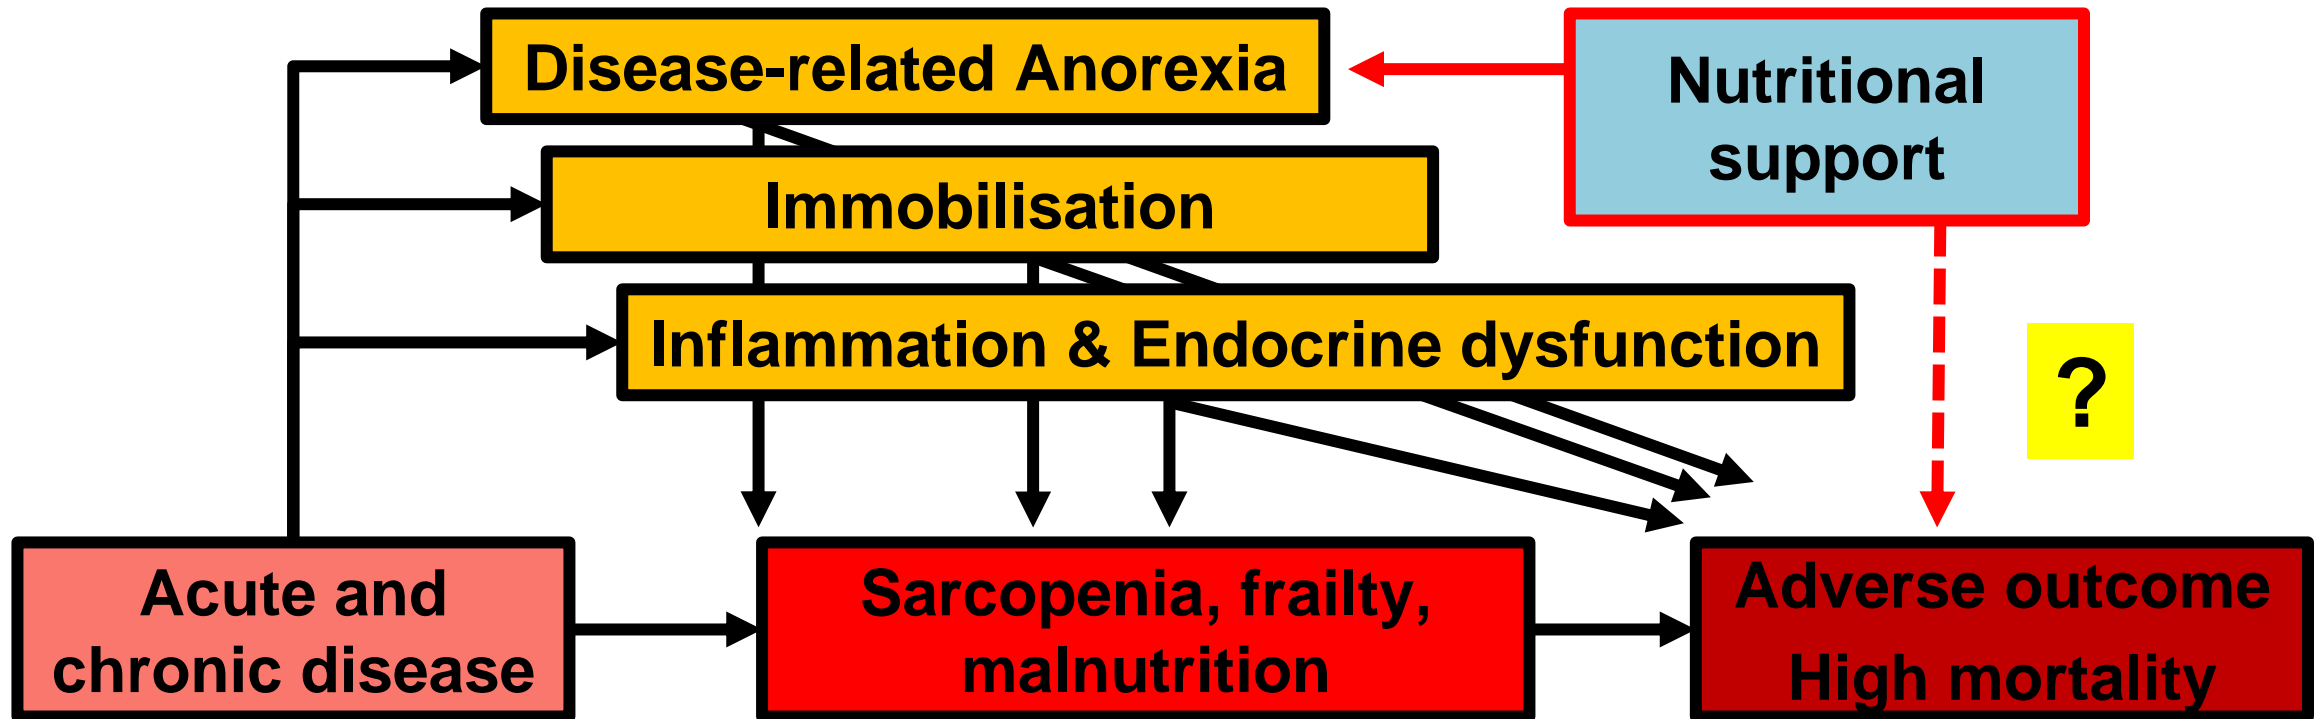 Disease-related Anorexia
Nutritional
support
Immobilisation
Inflammation & Endocrine dysfunction
?
Acute and
chronic disease
Sarcopenia, frailty,
malnutrition
Adverse outcome
High mortality